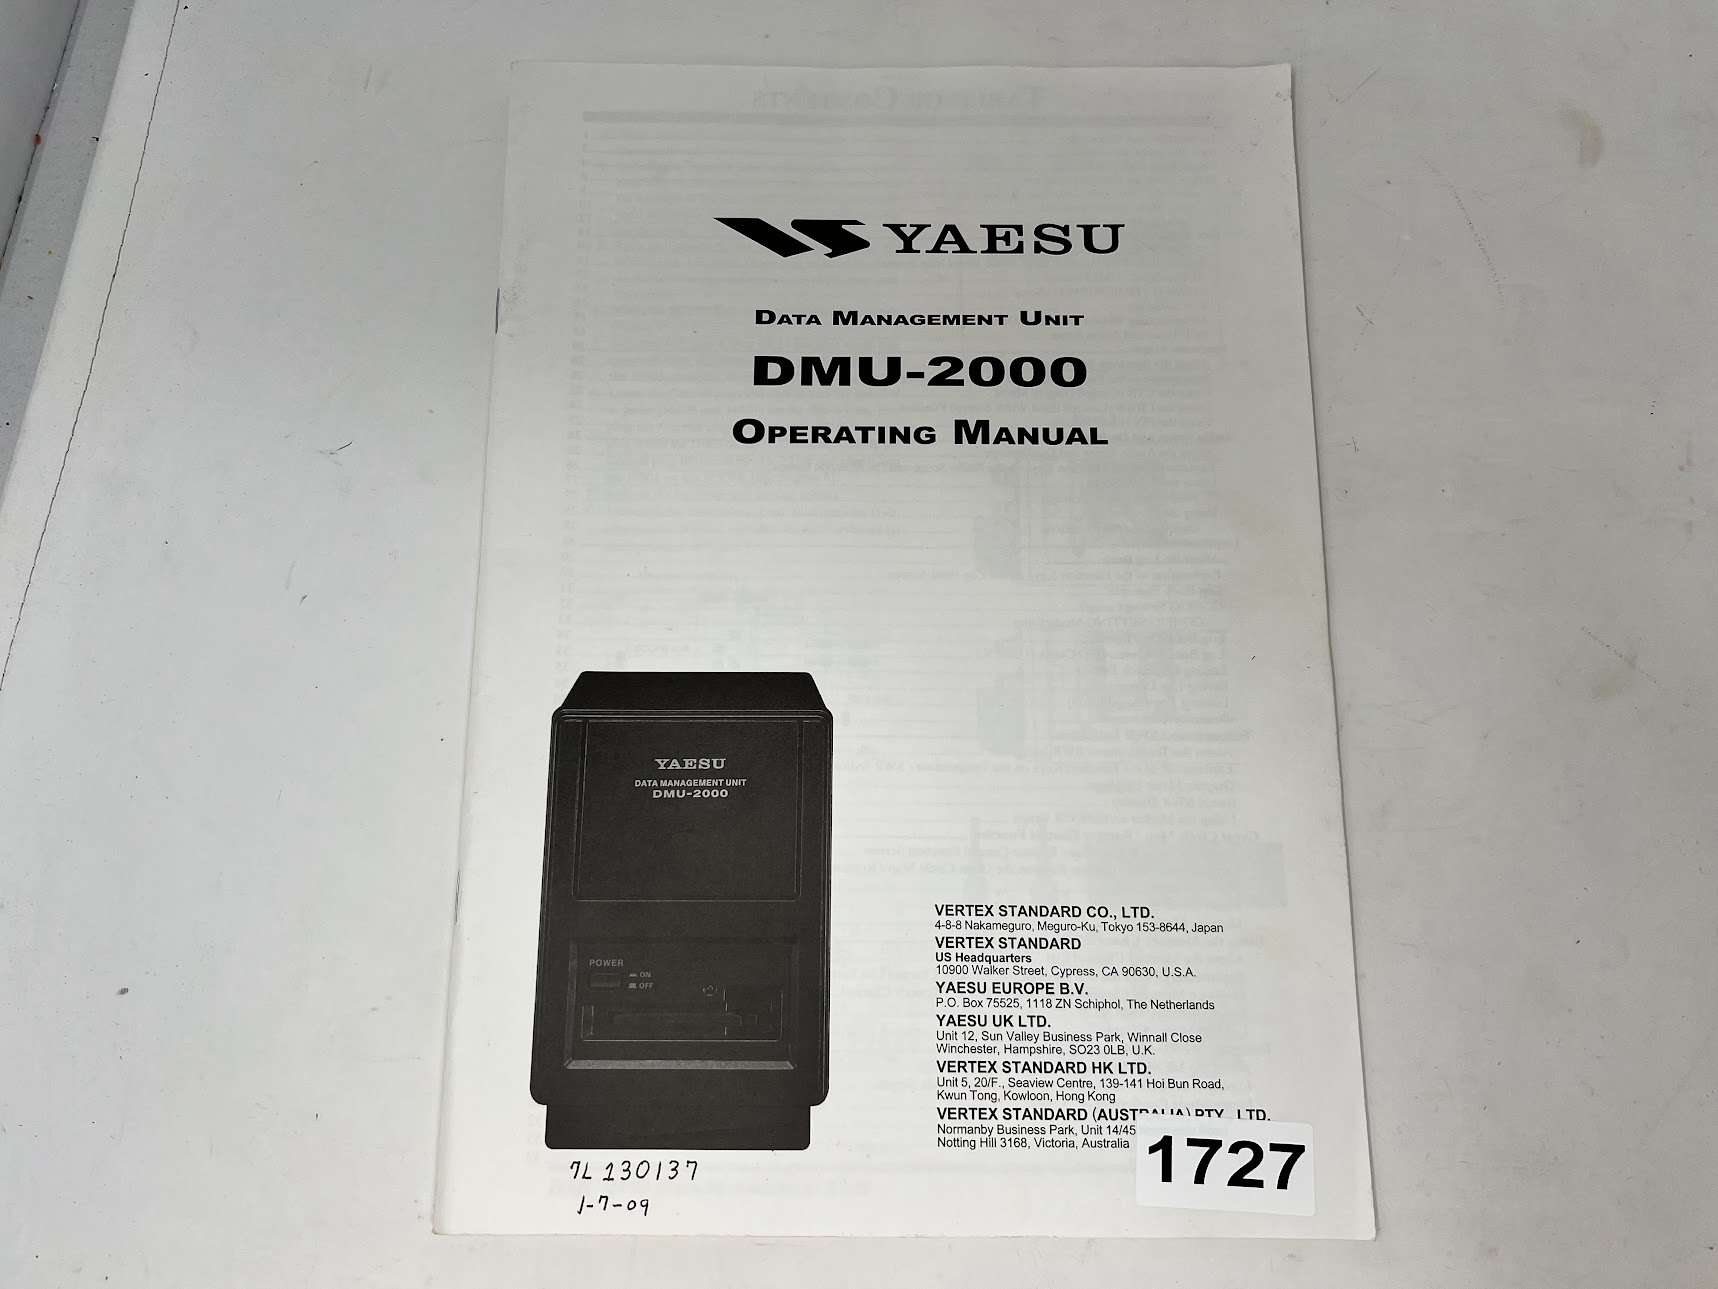 YAESU
DATA MANAGEMENT UNIT
DMU-2000
OPERATING MANUAL
YAESU
DATA MANAGEMENT UNIT
DMU-2000
POWER
ON
OFF
VERTEX STANDARD CO., LTD.
4-8-8 Nakameguro, Meguro-Ku, Tokyo 153-8644, Japan
VERTEX STANDARD
US Headquarters
10900 Walker Street, Cypress, CA 90630, U.S.A.
YAESU EUROPE B.V.
P.O. Box 75525, 1118 ZN Schiphol, The Netherlands
YAESU UK LTD.
Unit 12, Sun Valley Business Park, Winnall Close
Winchester, Hampshire, SO23 0LB, U.K.
VERTEX STANDARD HK LTD.
Unit 5, 20/F., Seaview Centre, 139-141 Hoi Bun Road,
Kwun Tong, Kowloon, Hong Kong
VERTEX STANDARD (AUSTRALIA) PTY., LTD.
Normanby Business Park, Unit 14/45
Notting Hill 3168, Victoria, Australia
1727
7L 130137
1-7-09